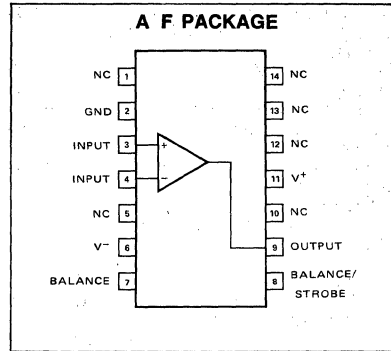 A F PACKAGE
NC 1
GND 2
INPUT 3 +
INPUT 4 −
NC 5
V− 6
BALANCE 7
14 NC
13 NC
12 NC
11 V+
10 NC
9 OUTPUT
8 BALANCE/
STROBE